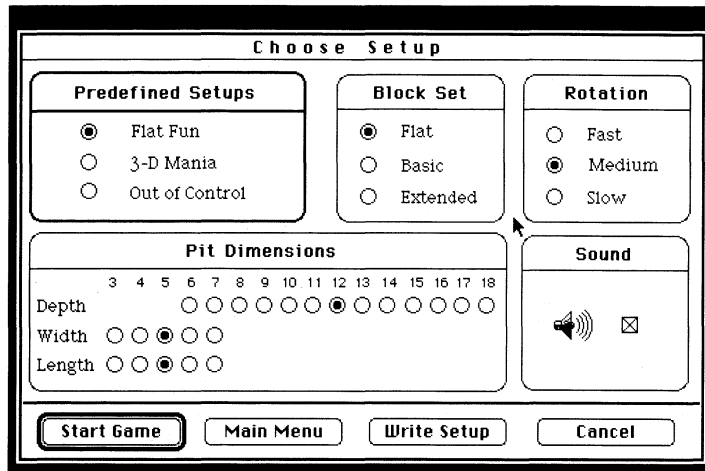 Choose Setup
Predefined Setups
Flat Fun
3-D Mania
Out of Control
Block Set
Flat
Basic
Extended
Rotation
Fast
Medium
Slow
Pit Dimensions
3 4 5 6 7 8 9 10 11 12 13 14 15 16 17 18
Depth
Width
Length
Sound
Start Game
Main Menu
Write Setup
Cancel